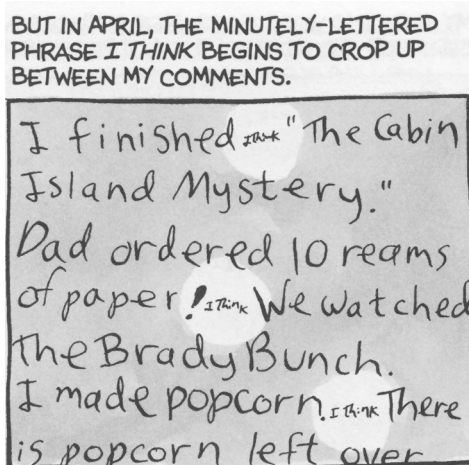 BUT IN APRIL, THE MINUTELY-LETTERED
PHRASE I THINK BEGINS TO CROP UP
BETWEEN MY COMMENTS.
I finished I think "The Cabin
Island Mystery."
Dad ordered 10 reams
of paper! I Think We watched
the Brady Bunch.
I made popcorn. I think There
is popcorn left over